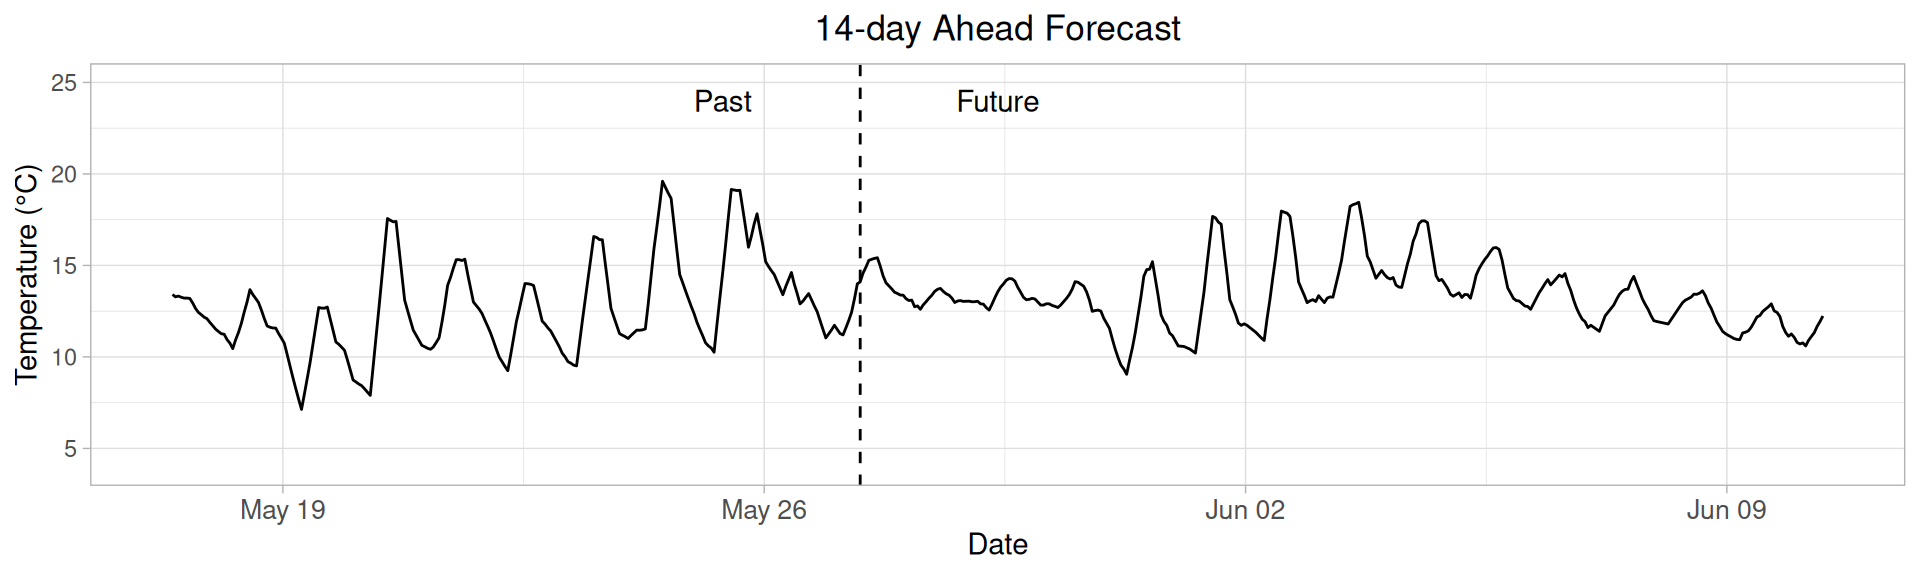 14-day Ahead Forecast
Temperature (°C)
25
20
15
10
5
Past
Future
May 19
May 26
Jun 02
Jun 09
Date